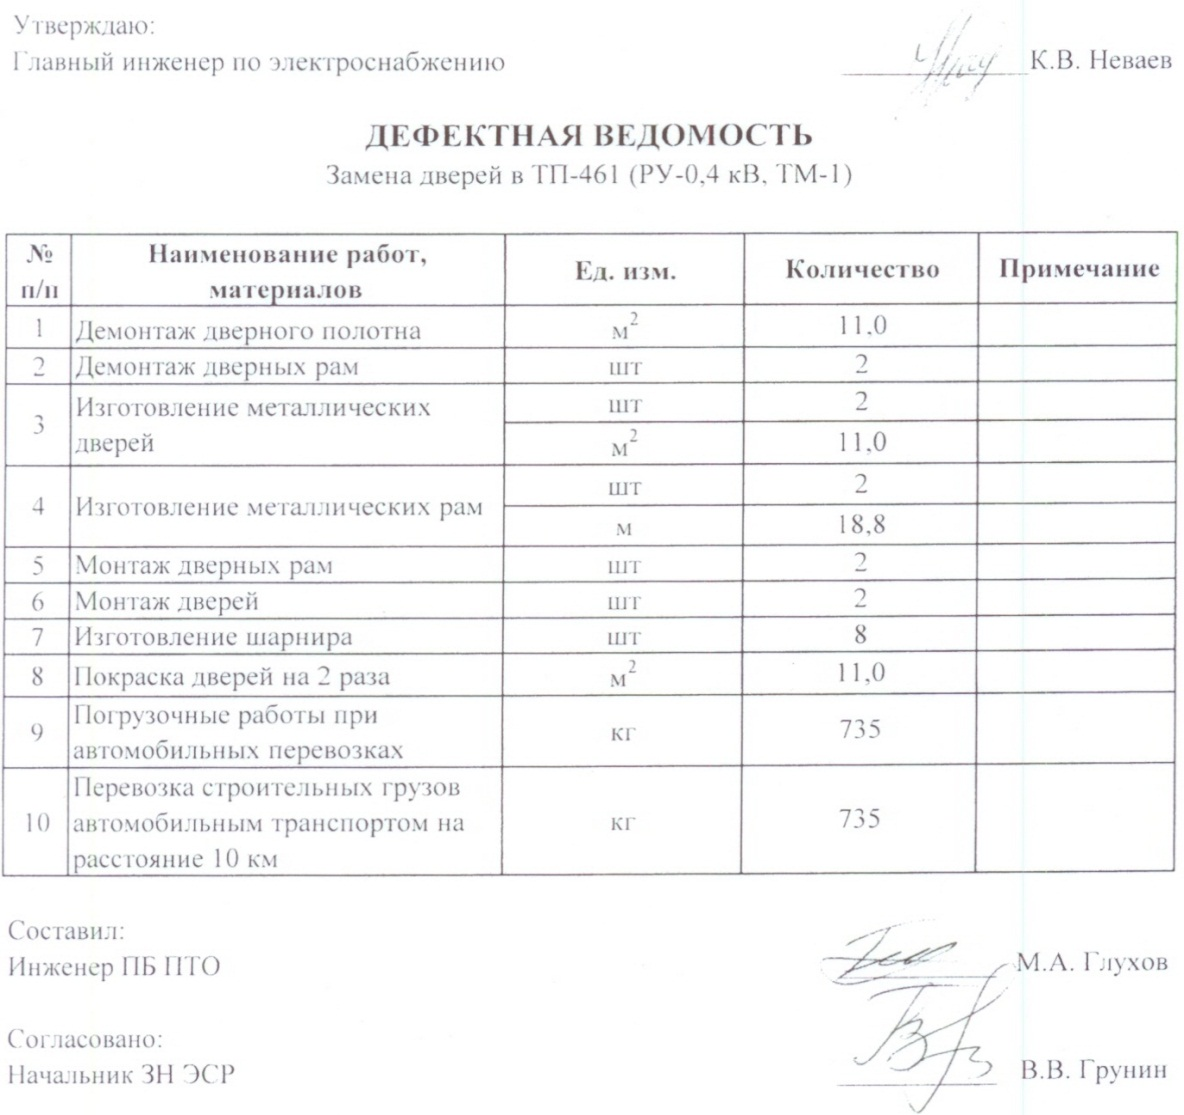 Утверждаю:
Главный инженер по электроснабжению К.В. Неваев
ДЕФЕКТНАЯ ВЕДОМОСТЬ
Замена дверей в ТП-461 (РУ-0,4 кВ, ТМ-1)
№ п/п Наименование работ, материалов Ед. изм. Количество Примечание
1 Демонтаж дверного полотна м² 11,0
2 Демонтаж дверных рам шт 2
3 Изготовление металлических дверей шт 2
м² 11,0
4 Изготовление металлических рам шт 2
м 18,8
5 Монтаж дверных рам шт 2
6 Монтаж дверей шт 2
7 Изготовление шарнира шт 8
8 Покраска дверей на 2 раза м² 11,0
9 Погрузочные работы при
автомобильных перевозках кг 735
10 Перевозка строительных грузов
автомобильным транспортом на
расстояние 10 км кг 735
Составил:
Инженер ПБ ПТО М.А. Глухов
Согласовано:
Начальник ЗН ЭСР В.В. Грунин